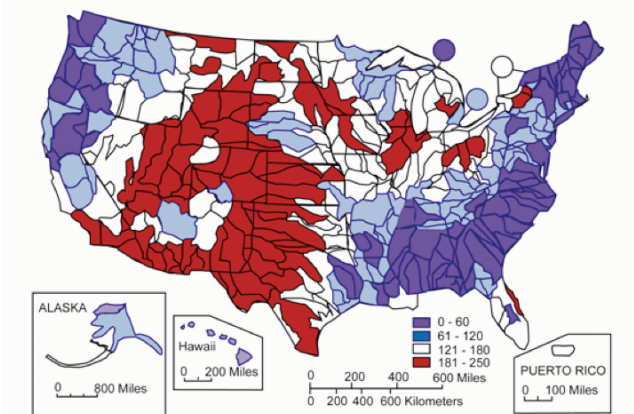 ALASKA
0 800 Miles
Hawaii
0 200 Miles
0 200 400 600 Miles
0 200 400 600 Kilometers
0 - 60
61 - 120
121 - 180
181 - 250
PUERTO RICO
0 100 Miles